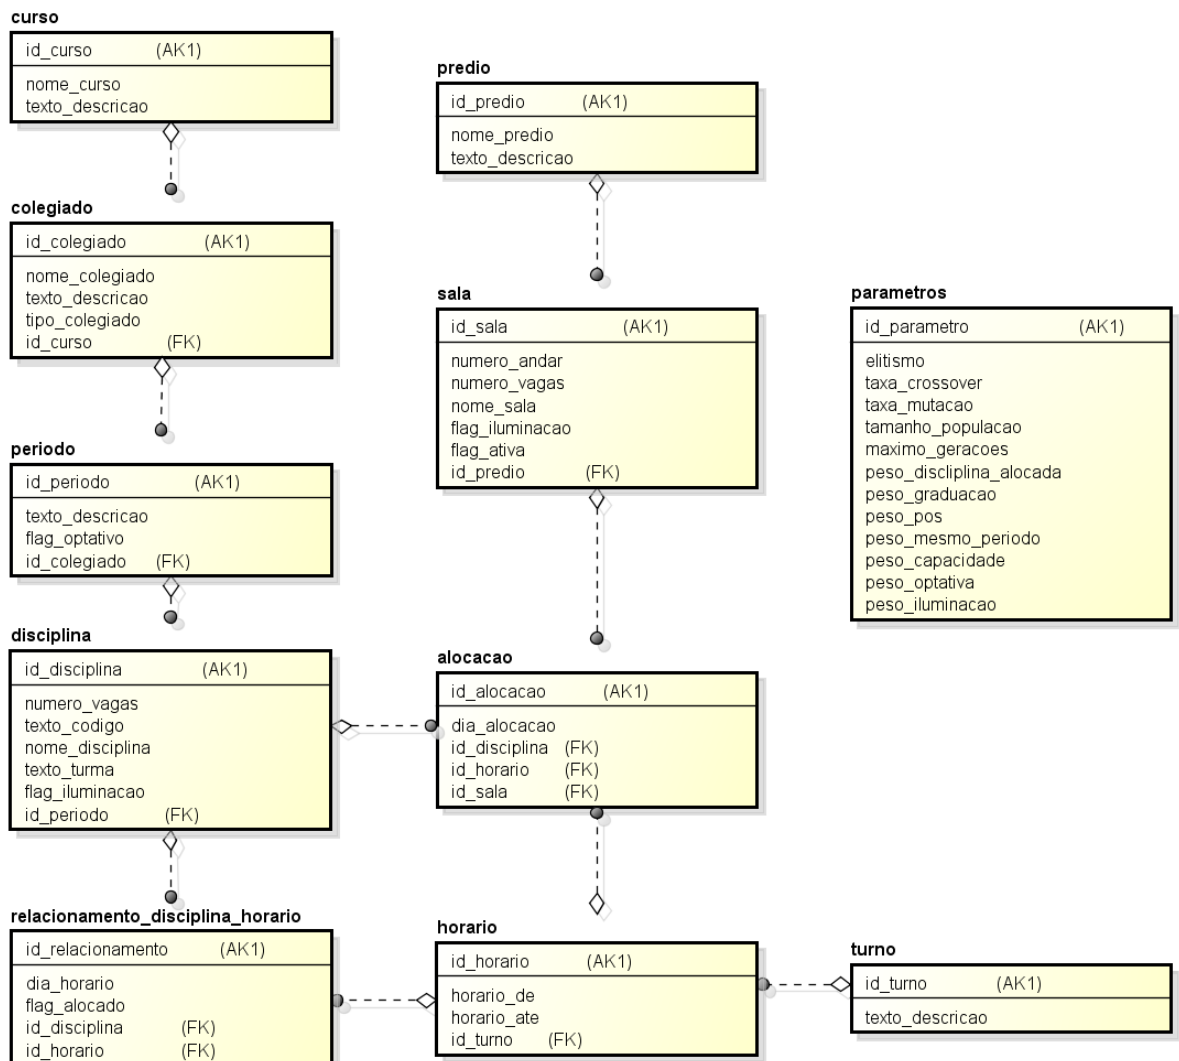 curso
id_curso (AK1)
nome_curso
texto_descricao
colegiado
id_colegiado (AK1)
nome_colegiado
texto_descricao
tipo_colegiado
id_curso (FK)
periodo
id_periodo (AK1)
texto_descricao
flag_optativo
id_colegiado (FK)
disciplina
id_disciplina (AK1)
numero_vagas
texto_codigo
nome_disciplina
texto_turma
flag_iluminacao
id_periodo (FK)
relacionamento_disciplina_horario
id_relacionamento (AK1)
dia_horario
flag_alocado
id_disciplina (FK)
id_horario (FK)
predio
id_predio (AK1)
nome_predio
texto_descricao
sala
id_sala (AK1)
numero_andar
numero_vagas
nome_sala
flag_iluminacao
flag_ativa
id_predio (FK)
alocacao
id_alocacao (AK1)
dia_alocacao
id_disciplina (FK)
id_horario (FK)
id_sala (FK)
horario
id_horario (AK1)
horario_de
horario_ate
id_turno (FK)
parametros
id_parametro (AK1)
elitismo
taxa_crossover
taxa_mutacao
tamanho_populacao
maximo_geracoes
peso_discliplina_alocada
peso_graduacao
peso_pos
peso_mesmo_periodo
peso_capacidade
peso_optativa
peso_iluminacao
turno
id_turno (AK1)
texto_descricao